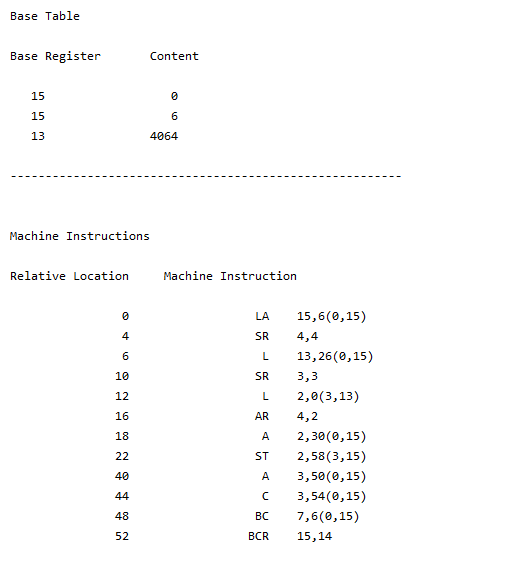 Base Table
Base Register Content
15 0
15 6
13 4064
--------------------------------------------------------
Machine Instructions
Relative Location Machine Instruction
0 LA 15,6(0,15)
4 SR 4,4
6 L 13,26(0,15)
10 SR 3,3
12 L 2,0(3,13)
16 AR 4,2
18 A 2,30(0,15)
22 ST 2,58(3,15)
40 A 3,50(0,15)
44 C 3,54(0,15)
48 BC 7,6(0,15)
52 BCR 15,14